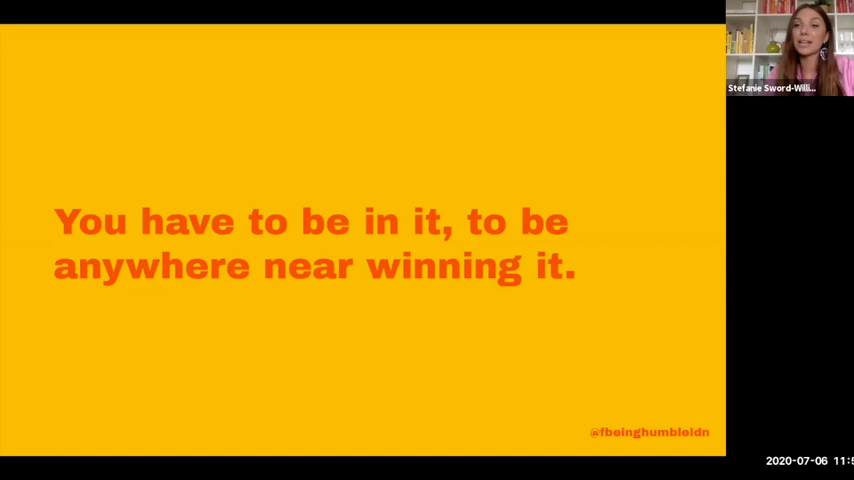 You have to be in it, to be
anywhere near winning it.
@fbeinghumbleldn
Stefanie Sword-Willi...
2020-07-06 11:5